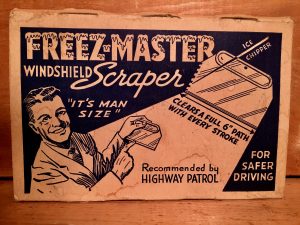 FREEZ-MASTER
WINDSHIELD Scraper
ICE CHIPPER
"IT'S MAN
SIZE"
CLEARS A FULL 6" PATH
WITH EVERY STROKE
Recommended by
HIGHWAY PATROL
FOR
SAFER
DRIVING